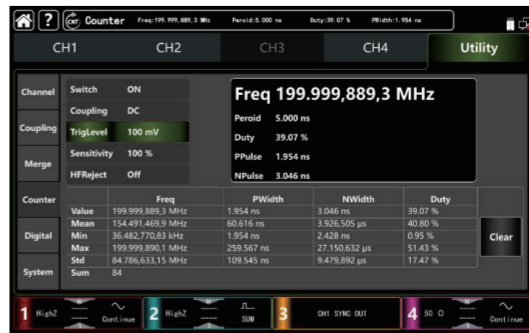 ? CNT Counter Freq:199.999,889,3 MHz Peroid:5.000 ns Duty:39.07 % PWidth:1.954 ns
CH1 CH2 CH3 CH4 Utility
Channel
Coupling
Merge
Counter
Digital
System
Switch ON
Coupling DC
TrigLevel 100 mV
Sensitivity 100 %
HFReject Off
Freq 199.999,889,3 MHz
Peroid 5.000 ns
Duty 39.07 %
PPulse 1.954 ns
NPulse 3.046 ns
Freq PWidth NWidth Duty
Value 199.999,889,3 MHz 1.954 ns 3.046 ns 39.07 %
Mean 154.491,469,9 MHz 60.616 ns 3.926,505 µs 40.80 %
Min 36.482,770,83 kHz 1.954 ns 2.428 ns 0.95 %
Max 199.999,890,1 MHz 259.567 ns 27.150,632 µs 51.43 %
Std 84.786,633,15 MHz 109.545 ns 9.479,892 µs 17.47 %
Sum 84
Clear
1 HighZ Continue 2 HighZ SUM 3 CH1 SYNC OUT 4 50 Ω Continue